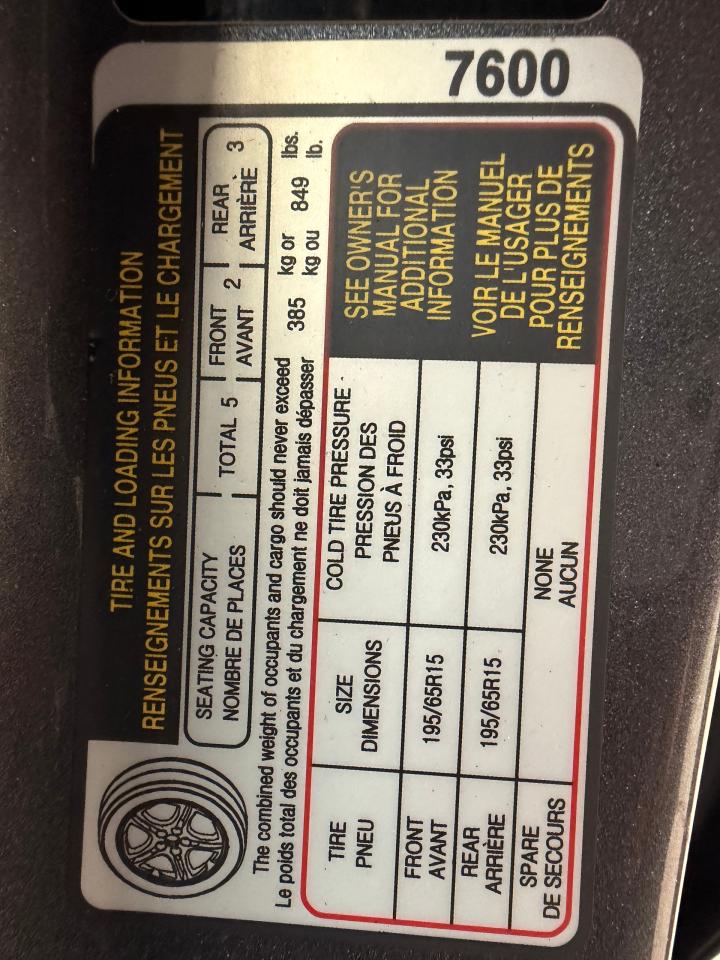 7600
TIRE AND LOADING INFORMATION
RENSEIGNEMENTS SUR LES PNEUS ET LE CHARGEMENT
SEATING CAPACITY
NOMBRE DE PLACES
TOTAL 5
FRONT
AVANT 2
REAR
ARRIÈRE 3
The combined weight of occupants and cargo should never exceed 385 kg or 849 lbs.
Le poids total des occupants et du chargement ne doit jamais dépasser kg ou lb.
TIRE
PNEU
SIZE
DIMENSIONS
COLD TIRE PRESSURE
PRESSION DES
PNEUS À FROID
FRONT
AVANT
195/65R15
230kPa, 33psi
REAR
ARRIÈRE
195/65R15
230kPa, 33psi
SPARE
DE SECOURS
NONE
AUCUN
SEE OWNER'S
MANUAL FOR
ADDITIONAL
INFORMATION
VOIR LE MANUEL
DE L'USAGER
POUR PLUS DE
RENSEIGNEMENTS